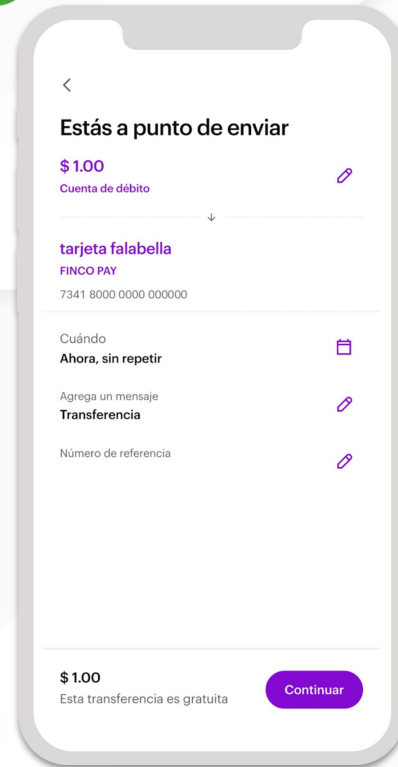 Estás a punto de enviar
$ 1.00
Cuenta de débito
tarjeta falabella
FINCO PAY
7341 8000 0000 000000
Cuándo
Ahora, sin repetir
Agrega un mensaje
Transferencia
Número de referencia
$ 1.00
Esta transferencia es gratuita
Continuar